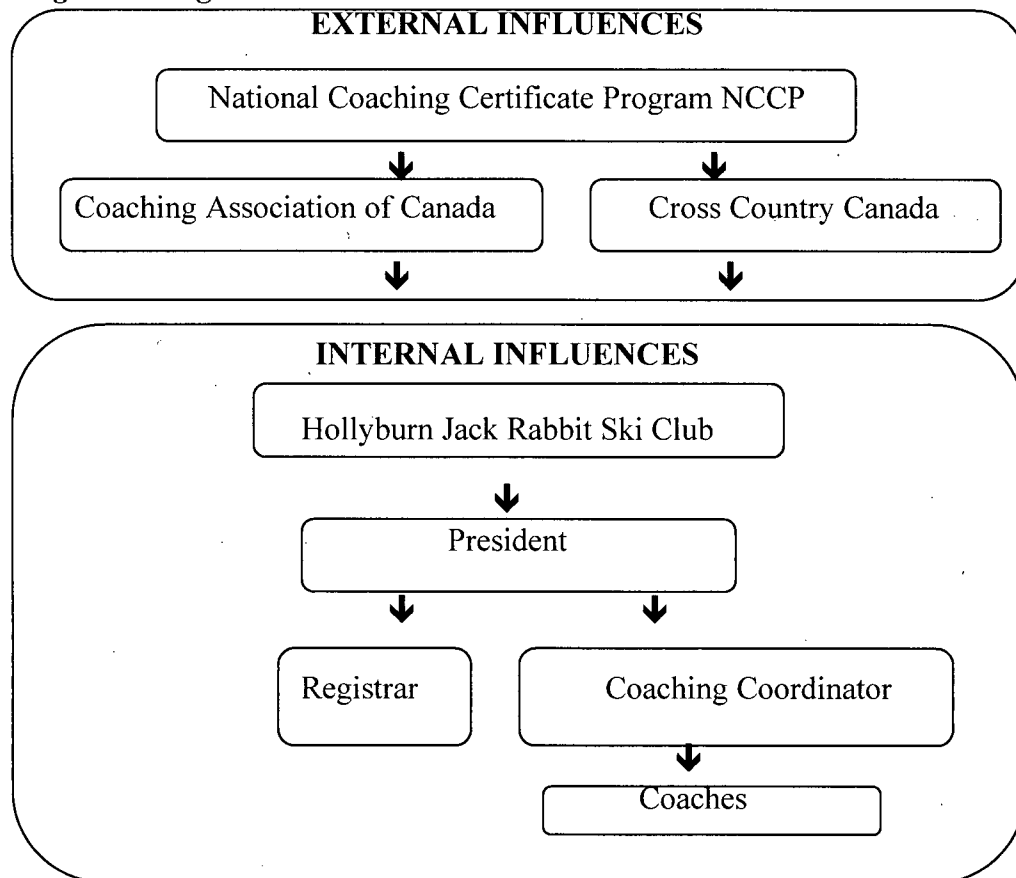 EXTERNAL INFLUENCES
National Coaching Certificate Program NCCP
Coaching Association of Canada
Cross Country Canada
INTERNAL INFLUENCES
Hollyburn Jack Rabbit Ski Club
President
Registrar
Coaching Coordinator
Coaches